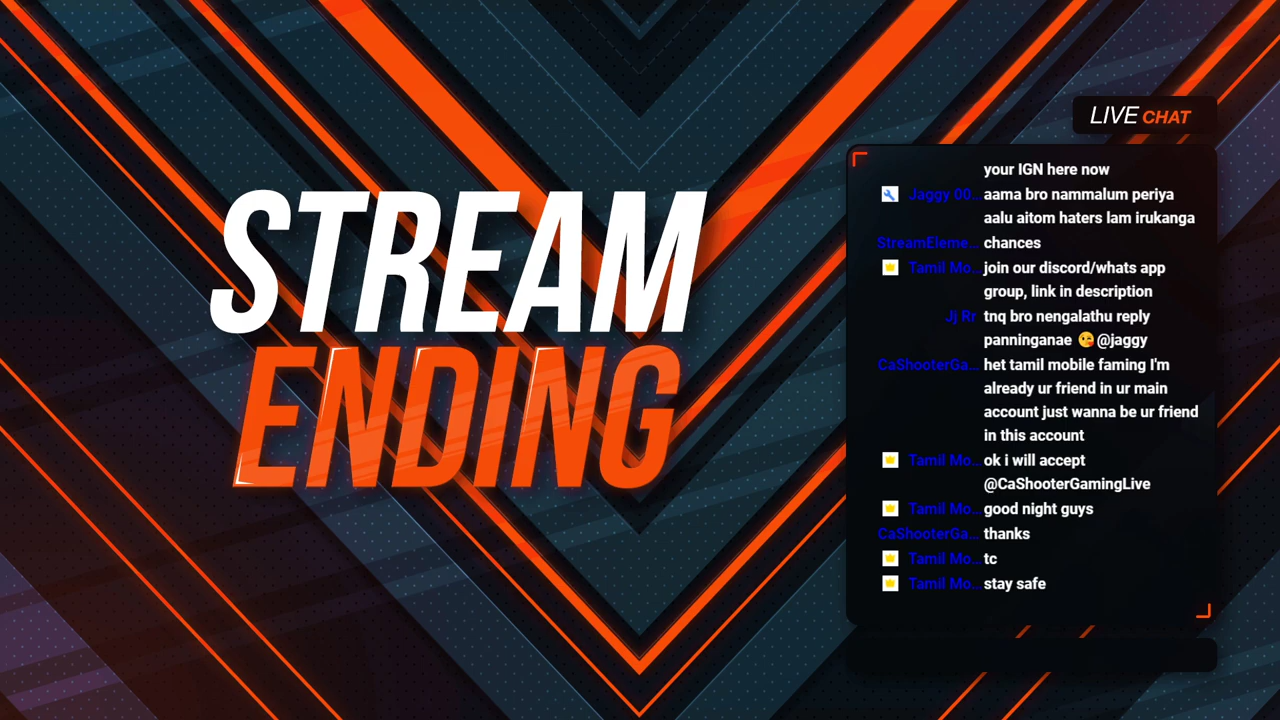 STREAM
ENDING
LIVE CHAT
your IGN here now
Jaggy 00... aama bro nammalum periya
aalu aitom haters lam irukanga
StreamEleme... chances
Tamil Mo... join our discord/whats app
group, link in description
Jj Rr tnq bro nengalathu reply
panninganae 😘 @jaggy
CaShooterGa... het tamil mobile faming I'm
already ur friend in ur main
account just wanna be ur friend
in this account
Tamil Mo... ok i will accept
@CaShooterGamingLive
Tamil Mo... good night guys
CaShooterGa... thanks
Tamil Mo... tc
Tamil Mo... stay safe